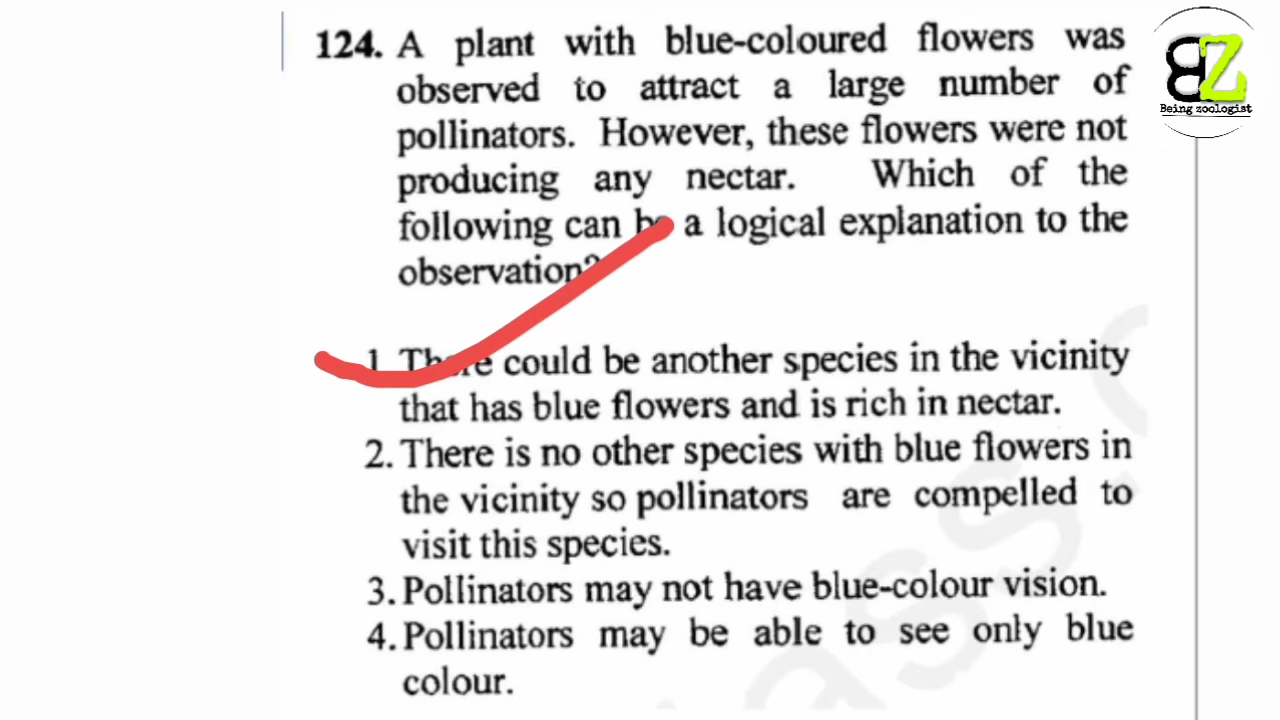 124. A plant with blue-coloured flowers was
observed to attract a large number of
pollinators. However, these flowers were not
producing any nectar. Which of the
following can be a logical explanation to the
observation?
1. There could be another species in the vicinity
that has blue flowers and is rich in nectar.
2. There is no other species with blue flowers in
the vicinity so pollinators are compelled to
visit this species.
3. Pollinators may not have blue-colour vision.
4. Pollinators may be able to see only blue
colour.
BZ
Being zoologist